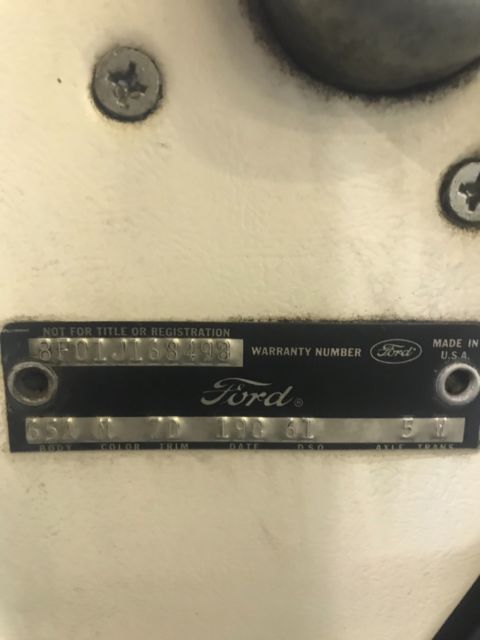 NOT FOR TITLE OR REGISTRATION
8F01J168498 WARRANTY NUMBER Ford MADE IN U.S.A.
Ford®
65A M 7D 19C 61 5 W
BODY COLOR TRIM DATE D.S.O. AXLE TRANS